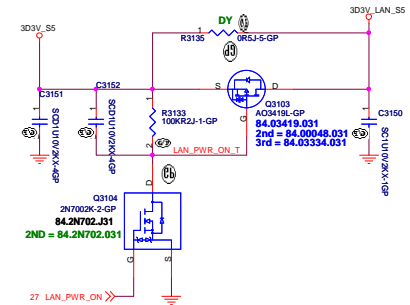 3D3V_S5
3D3V_LAN_S5
DY
1
2
R3135
0R5J-5-GP
C3151
C3152
S
D
G
Q3103
AO3419L-GP
84.03419.031
2nd = 84.00048.031
3rd = 84.03334.031
R3133
100KR2J-1-GP
1
2
C3150
SC1U10V2KX-1GP
SCD1U10V2KX-4GP
SCD1U10V2KX-4GP
LAN_PWR_ON_T
D
Q3104
2N7002K-2-GP
84.2N702.J31
2ND = 84.2N702.031
G
S
27 LAN_PWR_ON